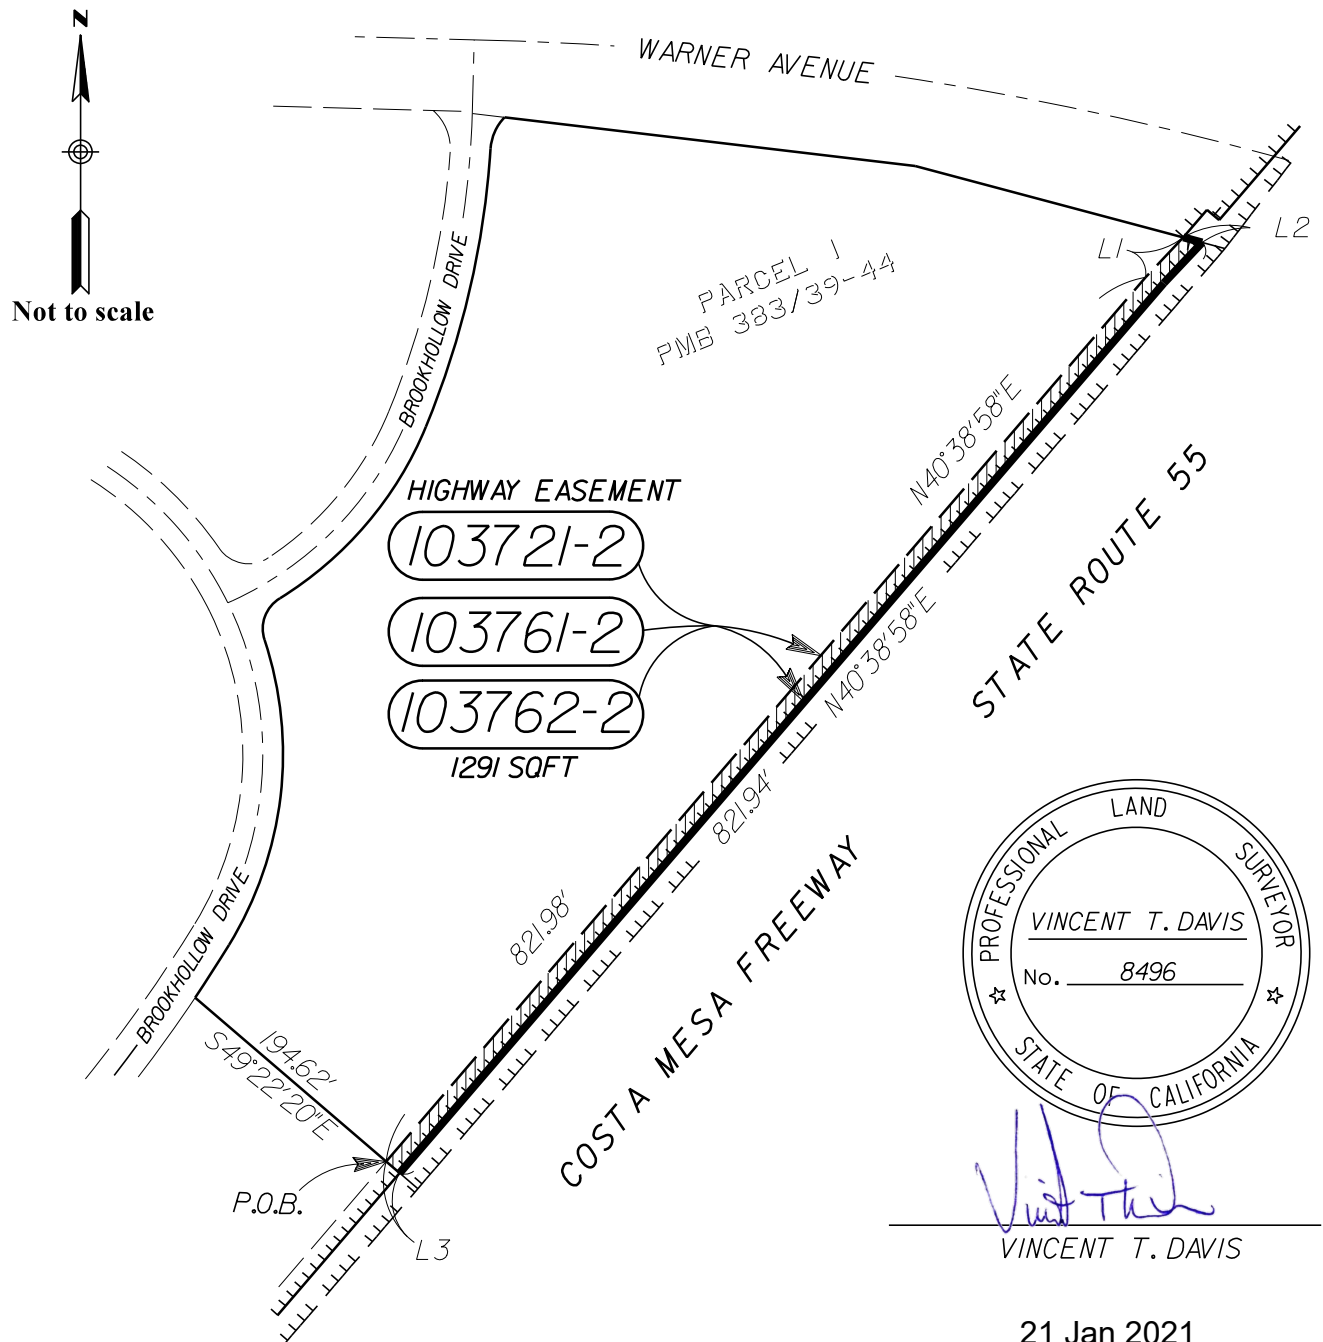 N
Not to scale
WARNER AVENUE
L1
L2
BROOKHOLLOW DRIVE
PARCEL 1
PMB 383/39-44
N40°38'58"E
HIGHWAY EASEMENT
103721-2
103761-2
103762-2
1291 SQFT
N40°38'58"E
STATE ROUTE 55
821.94'
821.98'
COSTA MESA FREEWAY
BROOKHOLLOW DRIVE
194.62'
S49°22'20"E
P.O.B.
L3
PROFESSIONAL LAND SURVEYOR
VINCENT T. DAVIS
No. 8496
STATE OF CALIFORNIA
VINCENT T. DAVIS
21 Jan 2021